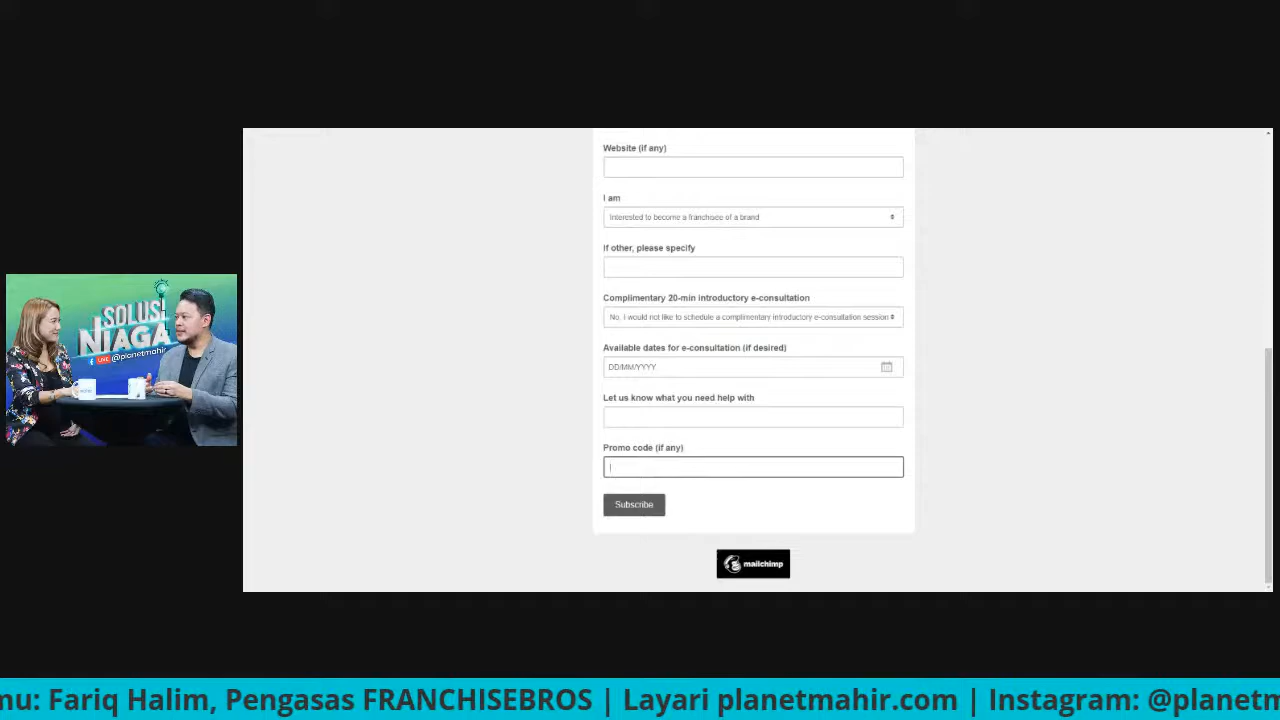 SOLUSI
NIAGA
LIVE @planetmahir
Website (if any)
I am
Interested to become a franchisee of a brand
If other, please specify
Complimentary 20-min introductory e-consultation
No, I would not like to schedule a complimentary introductory e-consultation session
Available dates for e-consultation (if desired)
DD/MM/YYYY
Let us know what you need help with
Promo code (if any)
Subscribe
mailchimp
mu: Fariq Halim, Pengasas FRANCHISEBROS | Layari planetmahir.com | Instagram: @planetm